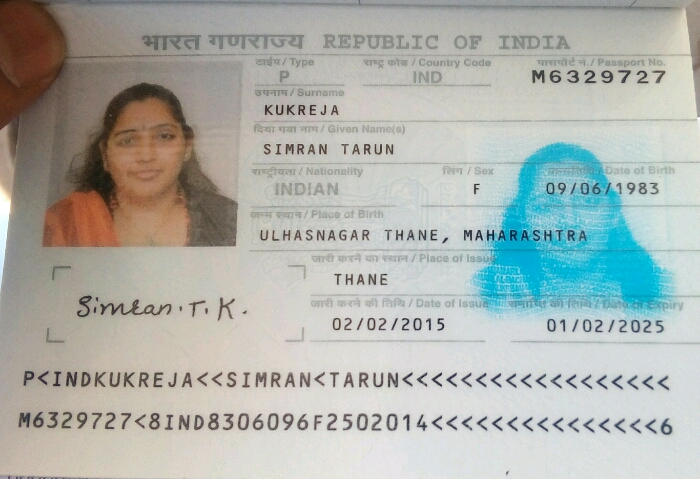 भारत गणराज्य REPUBLIC OF INDIA
टाईप / Type राष्ट्र कोड / Country Code पासपोर्ट नं. / Passport No.
P IND M6329727
उपनाम / Surname
KUKREJA
दिया गया नाम / Given Name(s)
SIMRAN TARUN
राष्ट्रीयता / Nationality लिंग / Sex जन्मतिथि / Date of Birth
INDIAN F 09/06/1983
जन्म स्थान / Place of Birth
ULHASNAGAR THANE, MAHARASHTRA
जारी करने का स्थान / Place of Issue
THANE
जारी करने की तिथि / Date of Issue समाप्ति की तिथि / Date of Expiry
02/02/2015 01/02/2025
Simran. T. K.
P<INDKUKREJA<<SIMRAN<TARUN<<<<<<<<<<<<<<<<<<
M6329727<8IND8306096F2502014<<<<<<<<<<<<<<<6